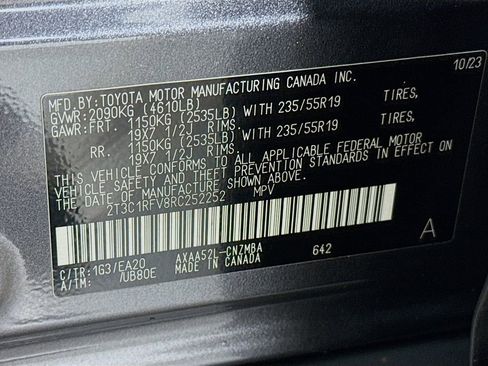 MFD.BY:TOYOTA MOTOR MANUFACTURING CANADA INC. 10/23
GVWR: 2090KG (4610LB)
GAWR:FRT. 1150KG (2535LB) WITH 235/55R19 TIRES,
19X7 1/2J RIMS,
RR. 1150KG (2535LB) WITH 235/55R19 TIRES,
19X7 1/2J RIMS,
THIS VEHICLE CONFORMS TO ALL APPLICABLE FEDERAL MOTOR
VEHICLE SAFETY AND THEFT PREVENTION STANDARDS IN EFFECT ON
THE DATE OF MANUFACTURE SHOWN ABOVE.
2T3C1RFV8RC252252 MPV
A
C/TR:1G3/EA20 AXAA52L-CNZMBA 642
A/TM: /UB80E MADE IN CANADA